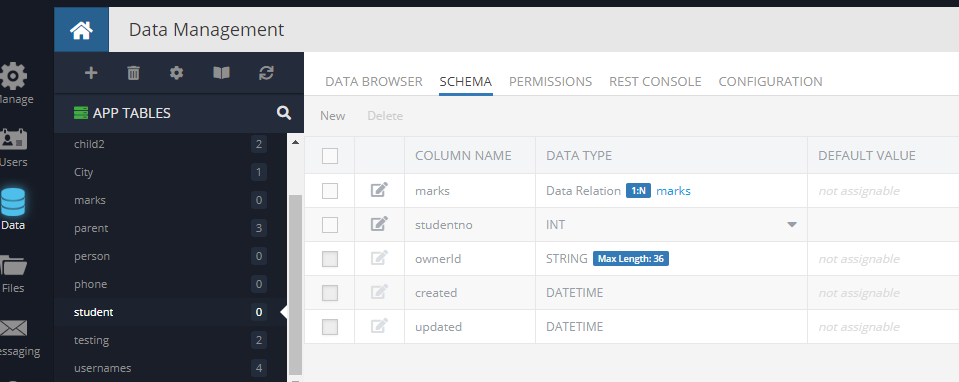 Data Management
Manage
Users
Data
Files
Messaging
APP TABLES
child2 2
City 1
marks 0
parent 3
person 0
phone 0
student 0
testing 2
usernames 4
DATA BROWSER SCHEMA PERMISSIONS REST CONSOLE CONFIGURATION
New Delete
COLUMN NAME DATA TYPE DEFAULT VALUE
marks Data Relation 1:N marks not assignable
studentno INT
ownerId STRING Max Length: 36 not assignable
created DATETIME not assignable
updated DATETIME not assignable